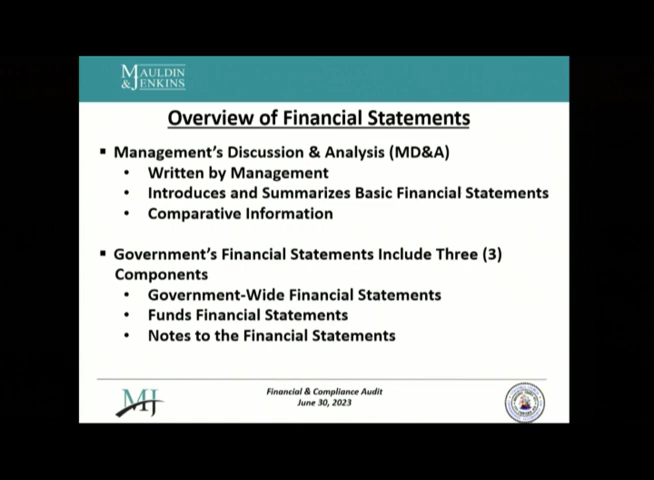 MAULDIN
& JENKINS
Overview of Financial Statements
▪ Management's Discussion & Analysis (MD&A)
• Written by Management
• Introduces and Summarizes Basic Financial Statements
• Comparative Information
▪ Government's Financial Statements Include Three (3)
Components
• Government-Wide Financial Statements
• Funds Financial Statements
• Notes to the Financial Statements
MJ
Financial & Compliance Audit
June 30, 2023